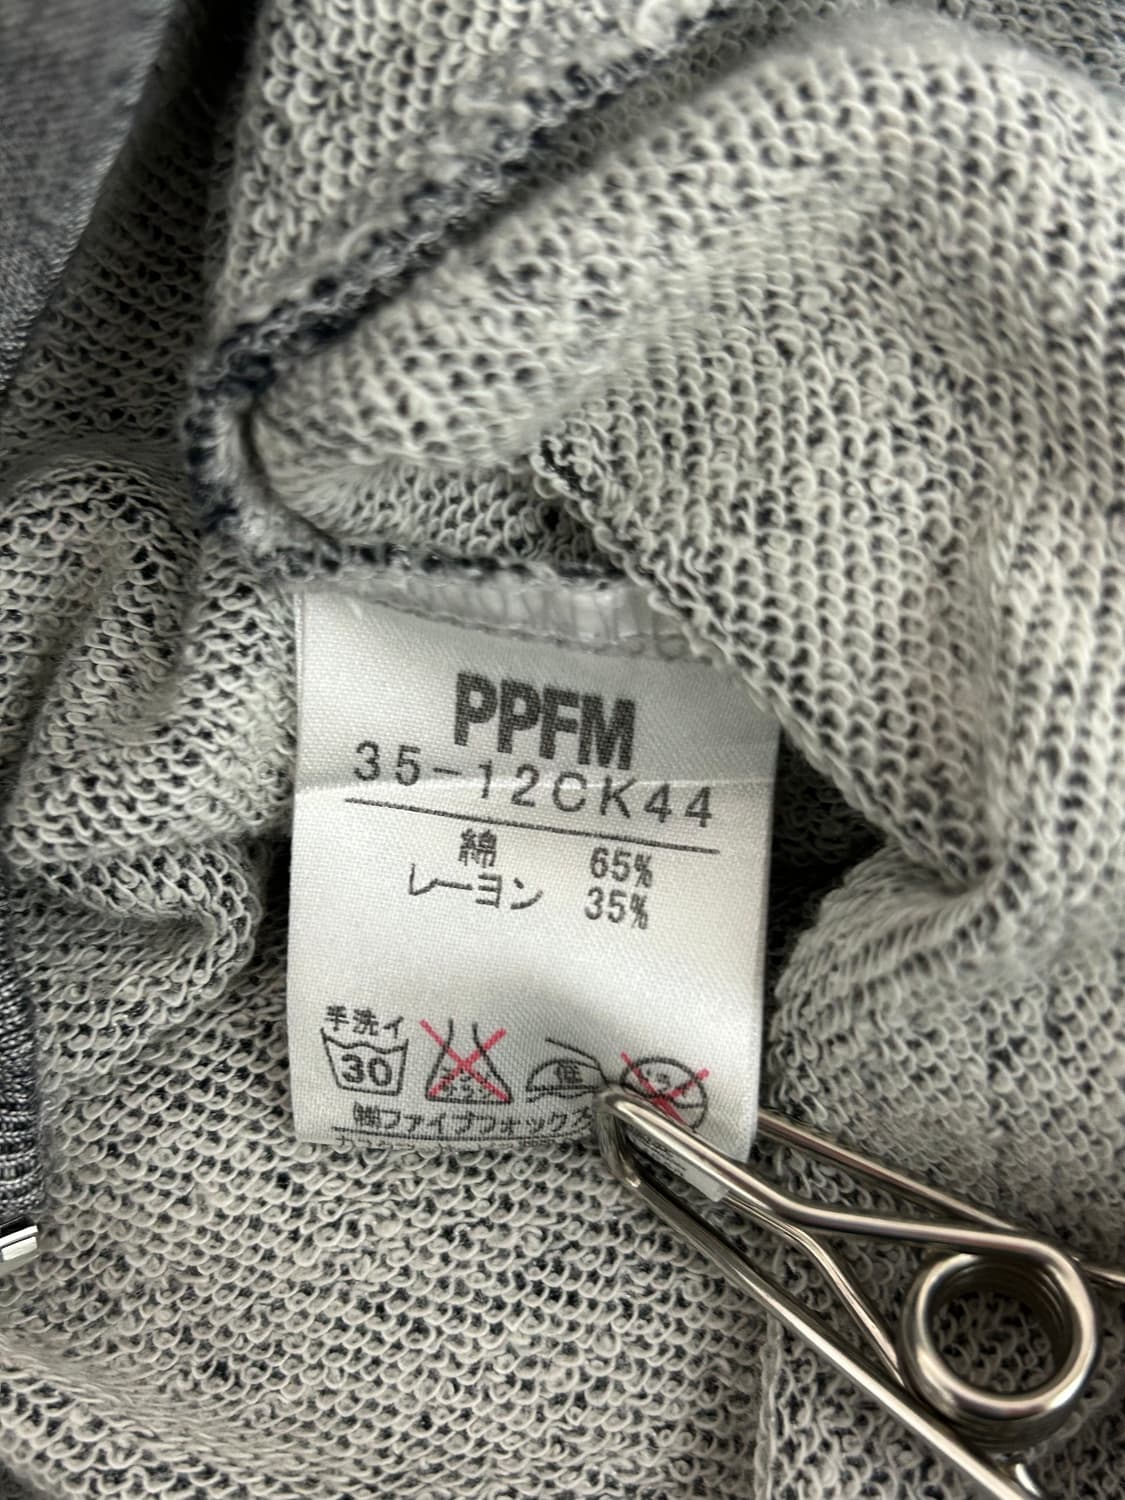 PPFM
35-12CK44
綿 65%
レーヨン 35%
手洗イ
30
低
㈱ファイブフォックス